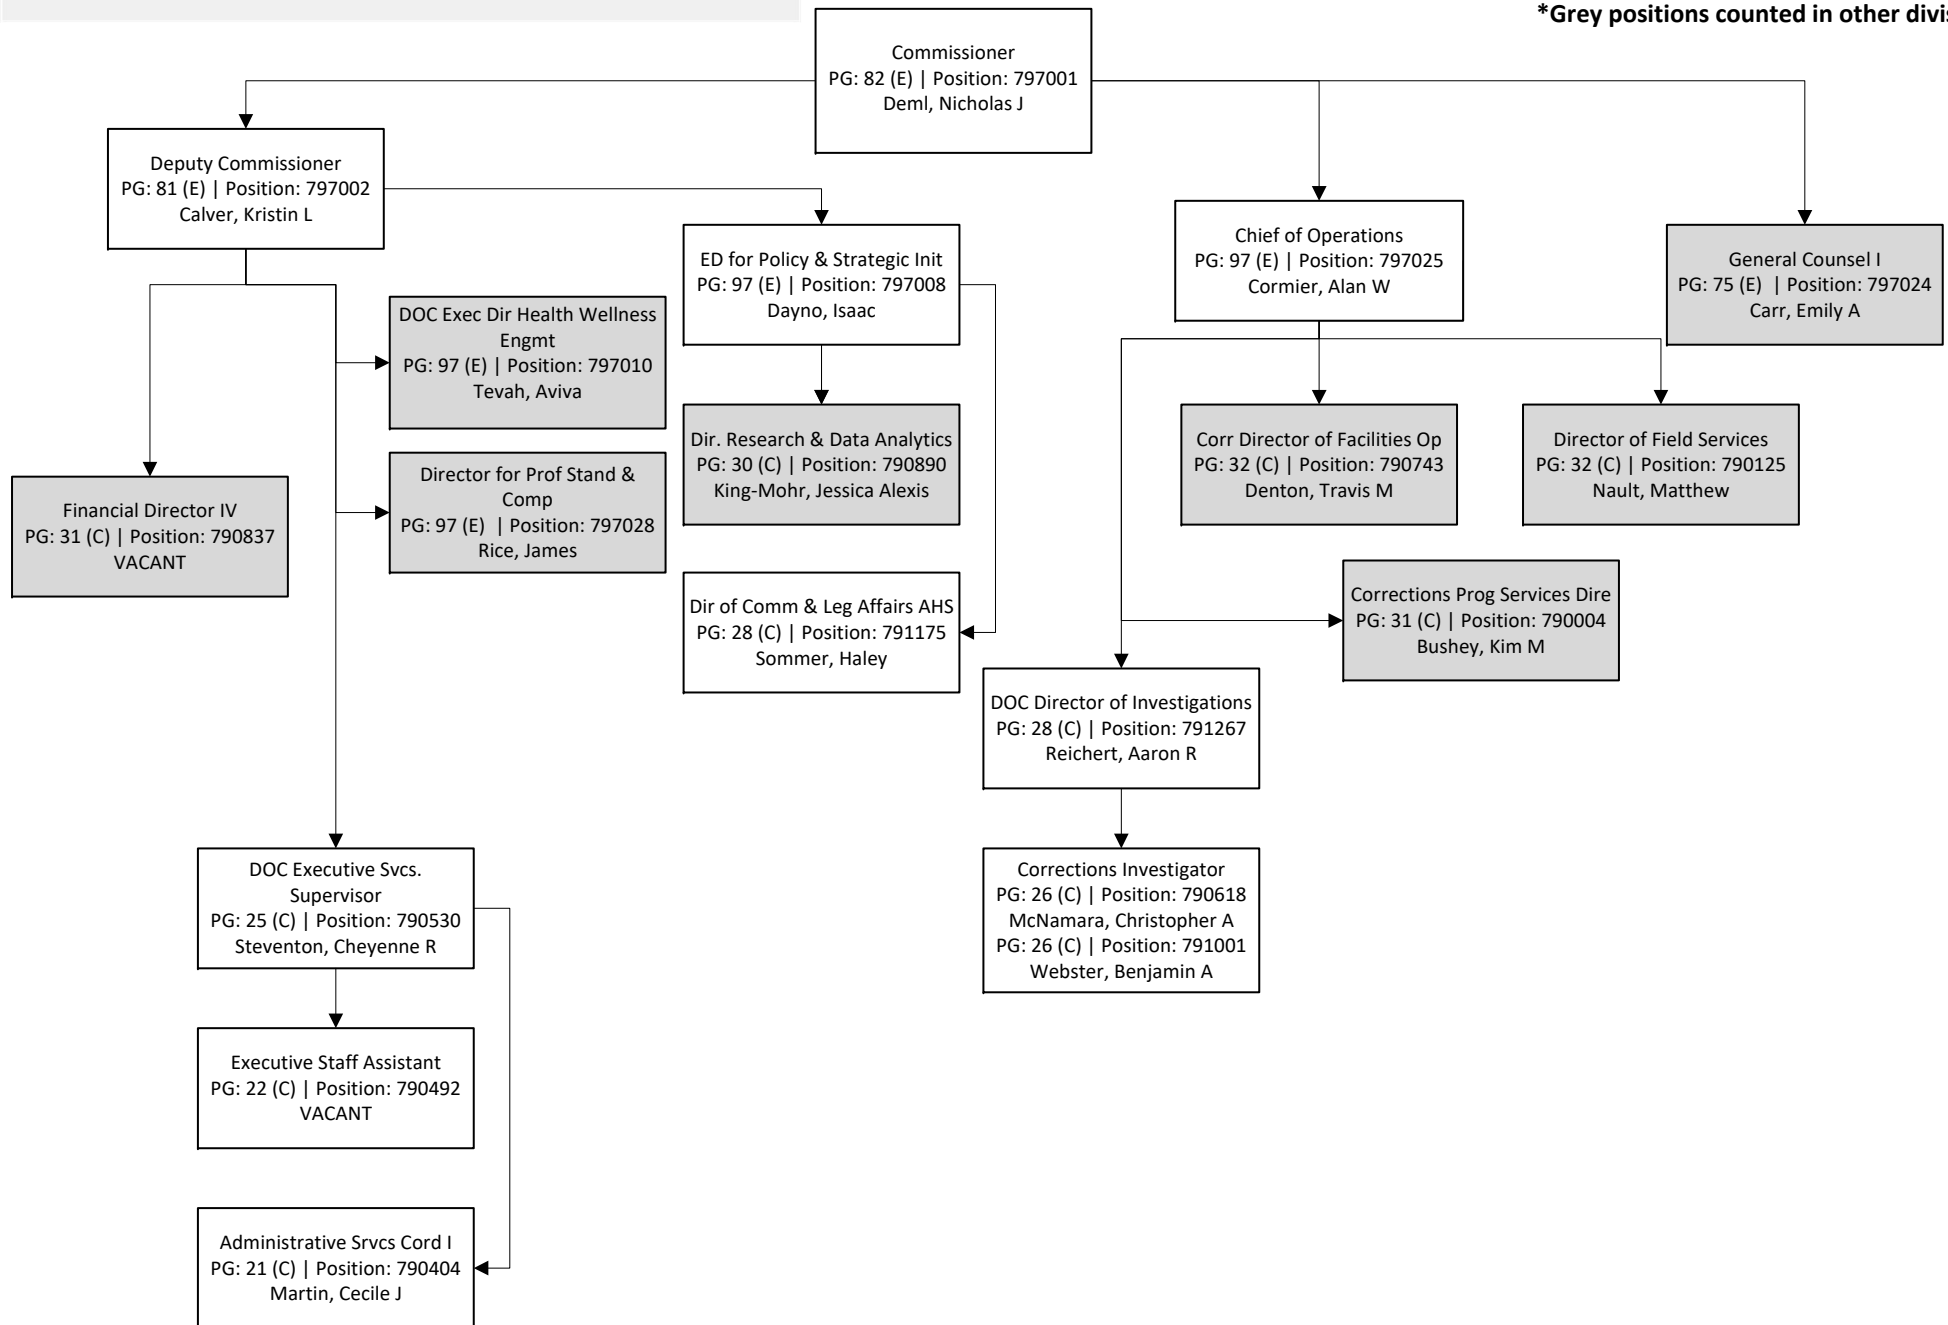 *Grey positions counted in other
Commissioner
PG: 82 (E) | Position: 797001
Deml, Nicholas J
Deputy Commissioner
PG: 81 (E) | Position: 797002
Calver, Kristin L
ED for Policy & Strategic Init
PG: 97 (E) | Position: 797008
Dayno, Isaac
Chief of Operations
PG: 97 (E) | Position: 797025
Cormier, Alan W
General Counsel I
PG: 75 (E) | Position: 797024
Carr, Emily A
DOC Exec Dir Health Wellness
Engmt
PG: 97 (E) | Position: 797010
Tevah, Aviva
Dir. Research & Data Analytics
PG: 30 (C) | Position: 790890
King-Mohr, Jessica Alexis
Corr Director of Facilities Op
PG: 32 (C) | Position: 790743
Denton, Travis M
Director of Field Services
PG: 32 (C) | Position: 790125
Nault, Matthew
Financial Director IV
PG: 31 (C) | Position: 790837
VACANT
Director for Prof Stand &
Comp
PG: 97 (E) | Position: 797028
Rice, James
Dir of Comm & Leg Affairs AHS
PG: 28 (C) | Position: 791175
Sommer, Haley
Corrections Prog Services Dire
PG: 31 (C) | Position: 790004
Bushey, Kim M
DOC Director of Investigations
PG: 28 (C) | Position: 791267
Reichert, Aaron R
DOC Executive Svcs.
Supervisor
PG: 25 (C) | Position: 790530
Steventon, Cheyenne R
Corrections Investigator
PG: 26 (C) | Position: 790618
McNamara, Christopher A
PG: 26 (C) | Position: 791001
Webster, Benjamin A
Executive Staff Assistant
PG: 22 (C) | Position: 790492
VACANT
Administrative Srvcs Cord I
PG: 21 (C) | Position: 790404
Martin, Cecile J